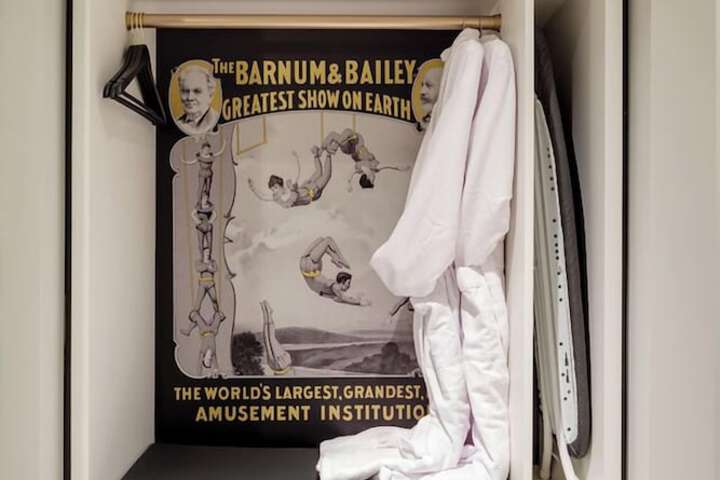 THE BARNUM & BAILEY
GREATEST SHOW ON EARTH
THE WORLD'S LARGEST, GRANDEST,
AMUSEMENT INSTITUTIO